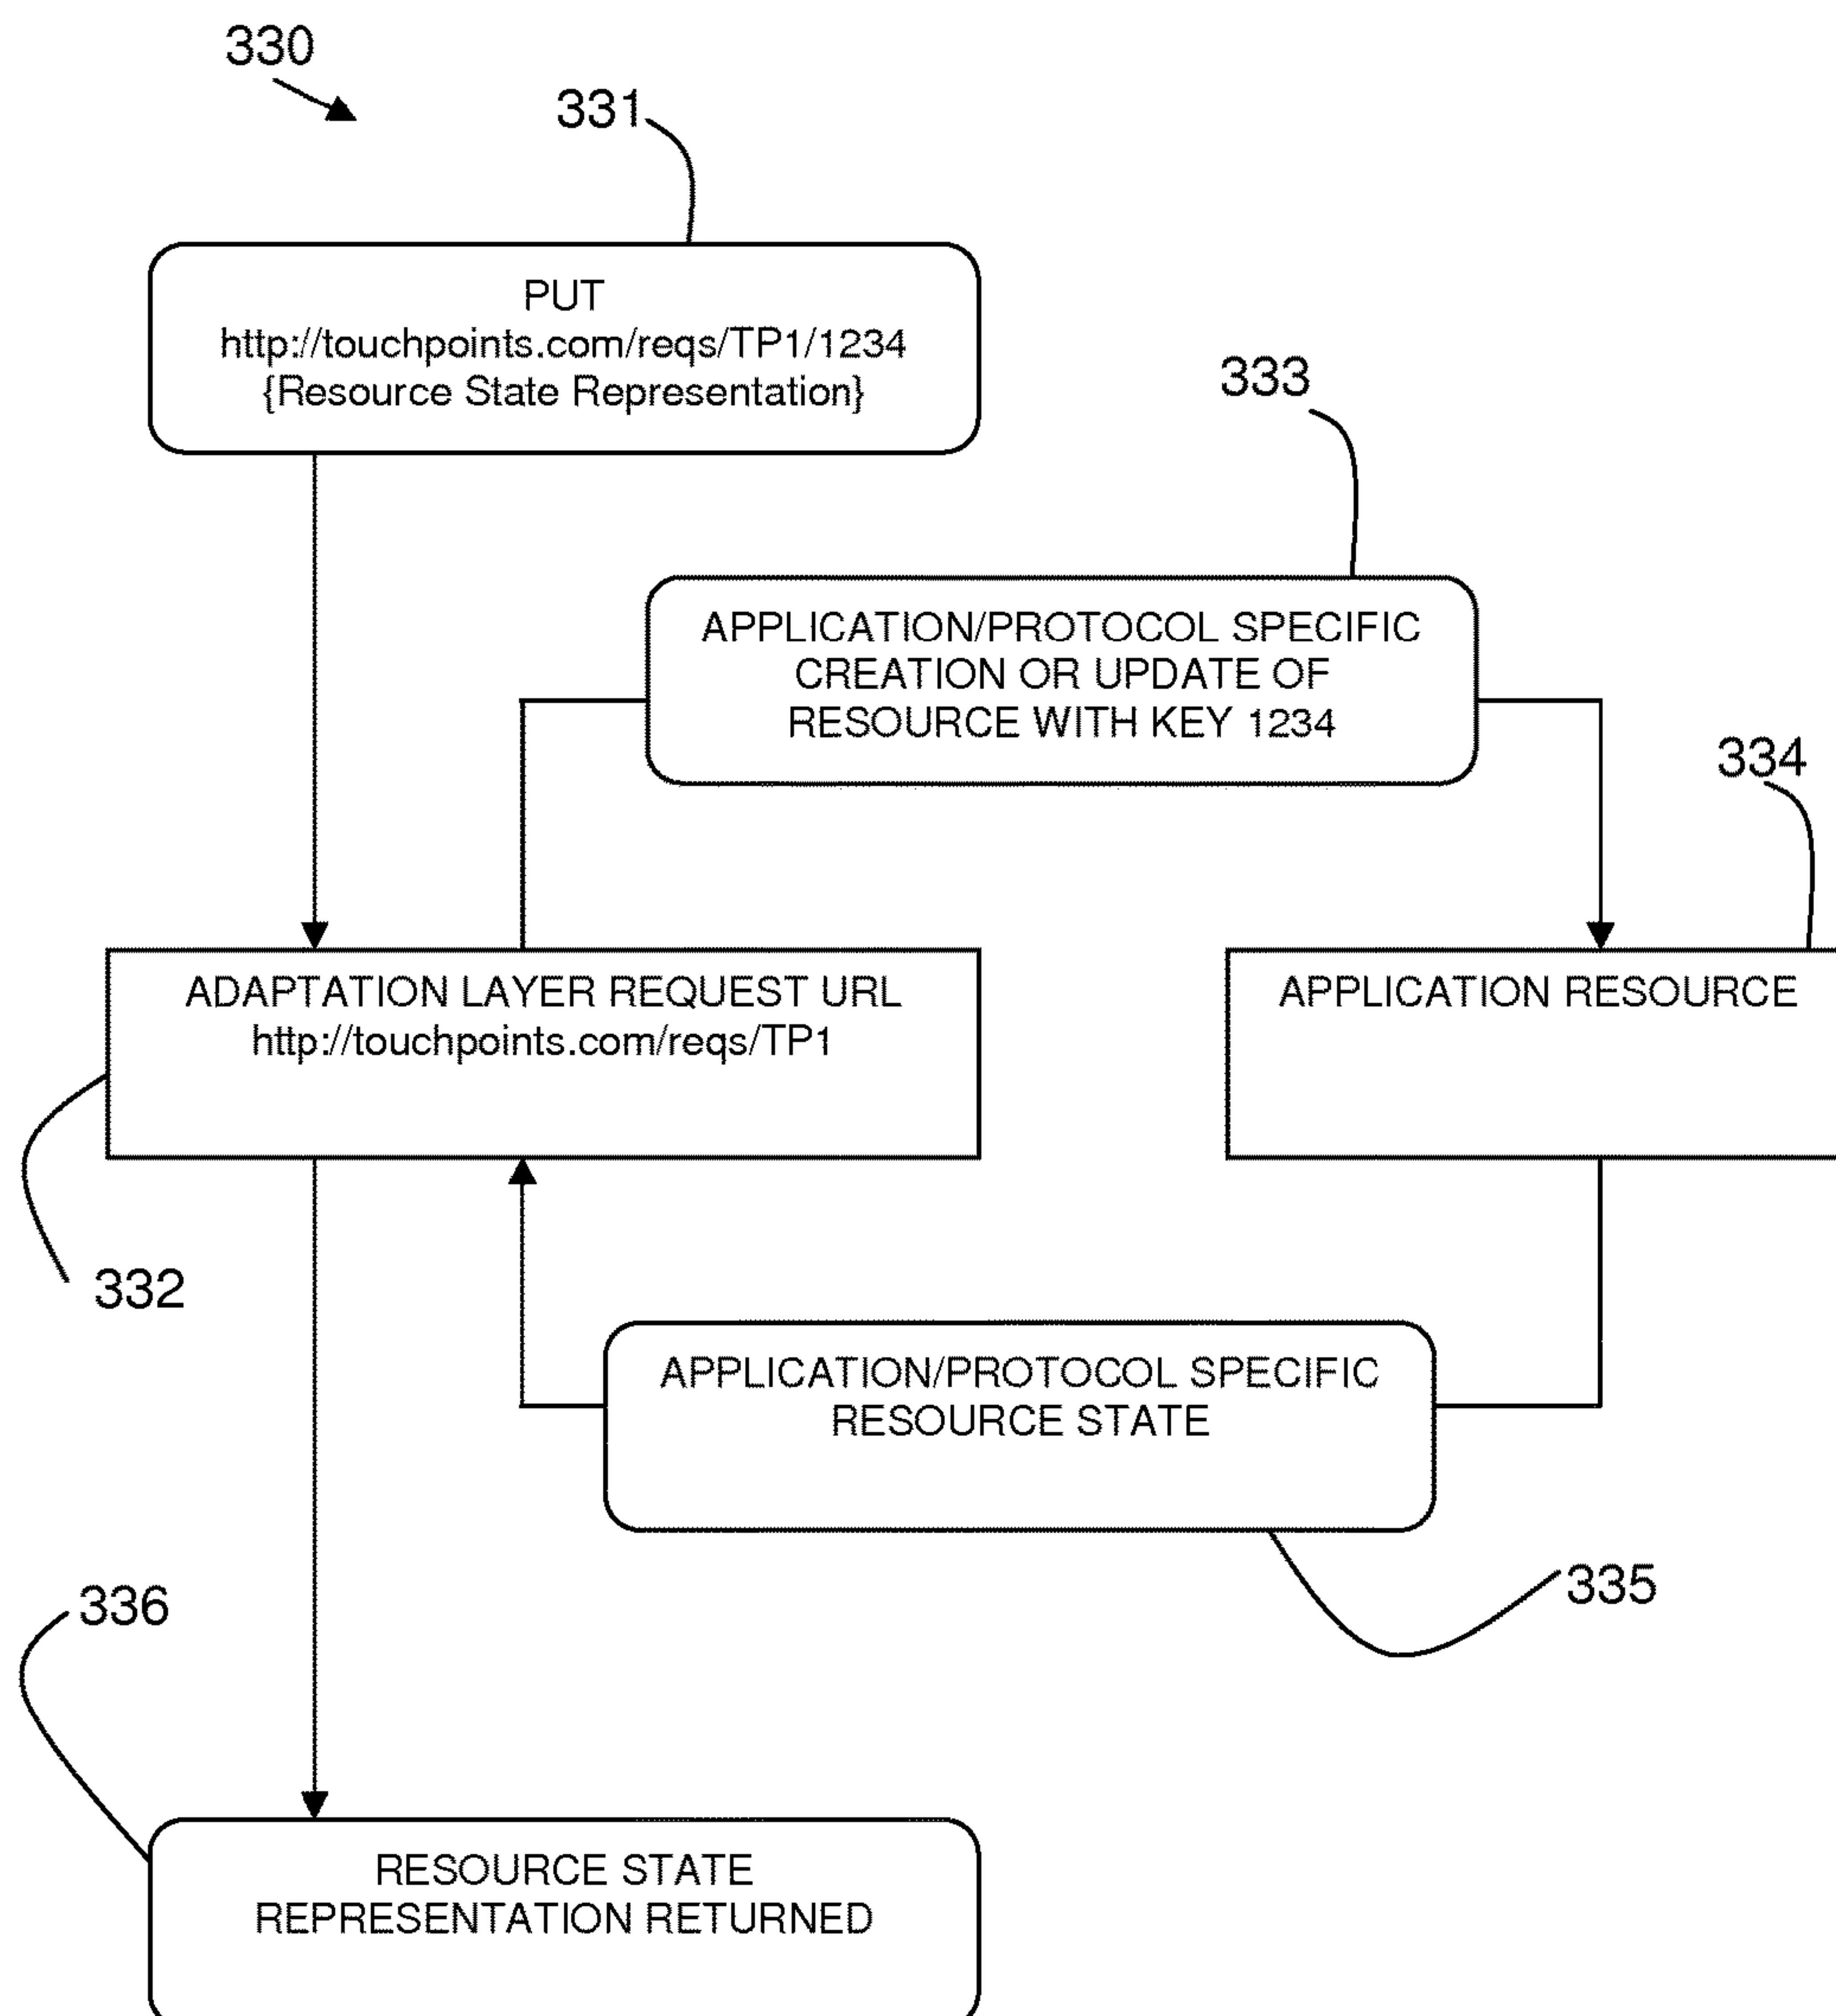 330
331
PUT
http://touchpoints.com/reqs/TP1/1234
{Resource State Representation}
333
APPLICATION/PROTOCOL SPECIFIC
CREATION OR UPDATE OF
RESOURCE WITH KEY 1234
334
ADAPTATION LAYER REQUEST URL
http://touchpoints.com/reqs/TP1
APPLICATION RESOURCE
332
APPLICATION/PROTOCOL SPECIFIC
RESOURCE STATE
335
336
RESOURCE STATE
REPRESENTATION RETURNED